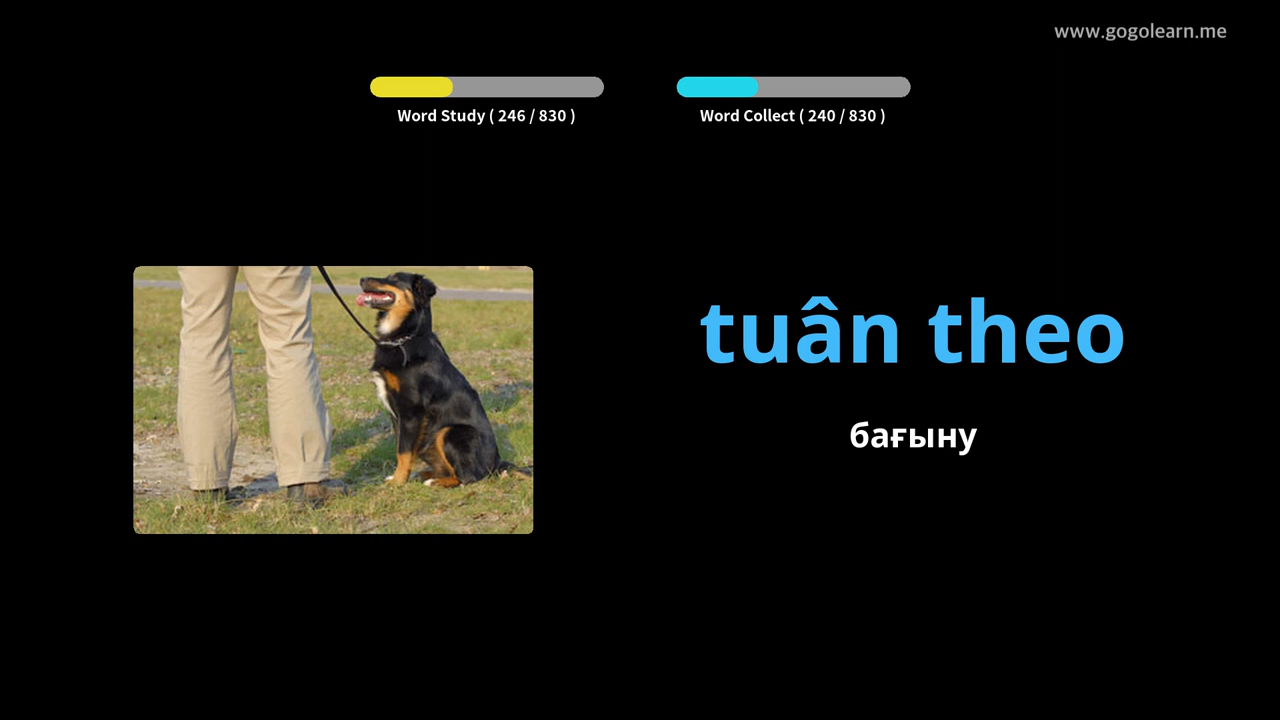 www.gogolearn.me
Word Study ( 246 / 830 )
Word Collect ( 240 / 830 )
tuân theo
бағыну